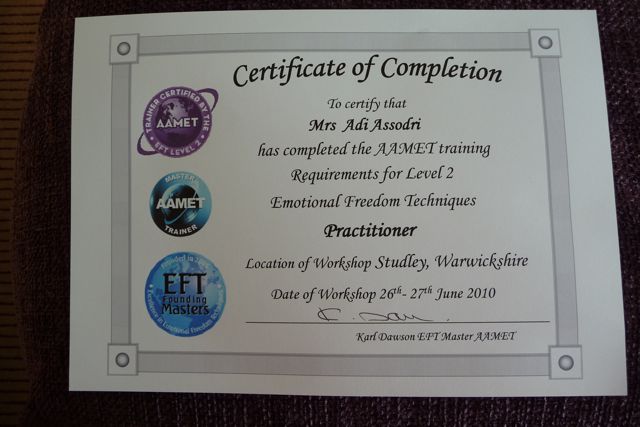 Certificate of Completion
To certify that
Mrs Adi Assodri
has completed the AAMET training
Requirements for Level 2
Emotional Freedom Techniques
Practitioner
Location of Workshop Studley, Warwickshire
Date of Workshop 26th- 27th June 2010
Karl Dawson EFT Master AAMET
TRAINER CERTIFIED BY THE
AAMET
EFT LEVEL 2
MASTER
AAMET
TRAINER
EFT
Founding
Masters